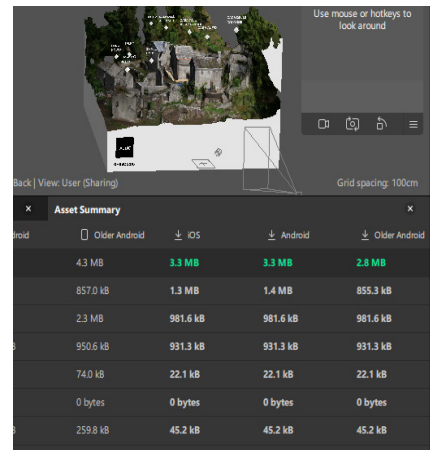 Use mouse or hotkeys to
look around
Back | View: User (Sharing)
Grid spacing: 100cm
× Asset Summary ×
droid Older Android iOS Android Older Android
4.3 MB 3.3 MB 3.3 MB 2.8 MB
857.0 kB 1.3 MB 1.4 MB 855.3 kB
2.3 MB 981.6 kB 981.6 kB 981.6 kB
950.6 kB 931.3 kB 931.3 kB 931.3 kB
74.0 kB 22.1 kB 22.1 kB 22.1 kB
0 bytes 0 bytes 0 bytes 0 bytes
259.8 kB 45.2 kB 45.2 kB 45.2 kB